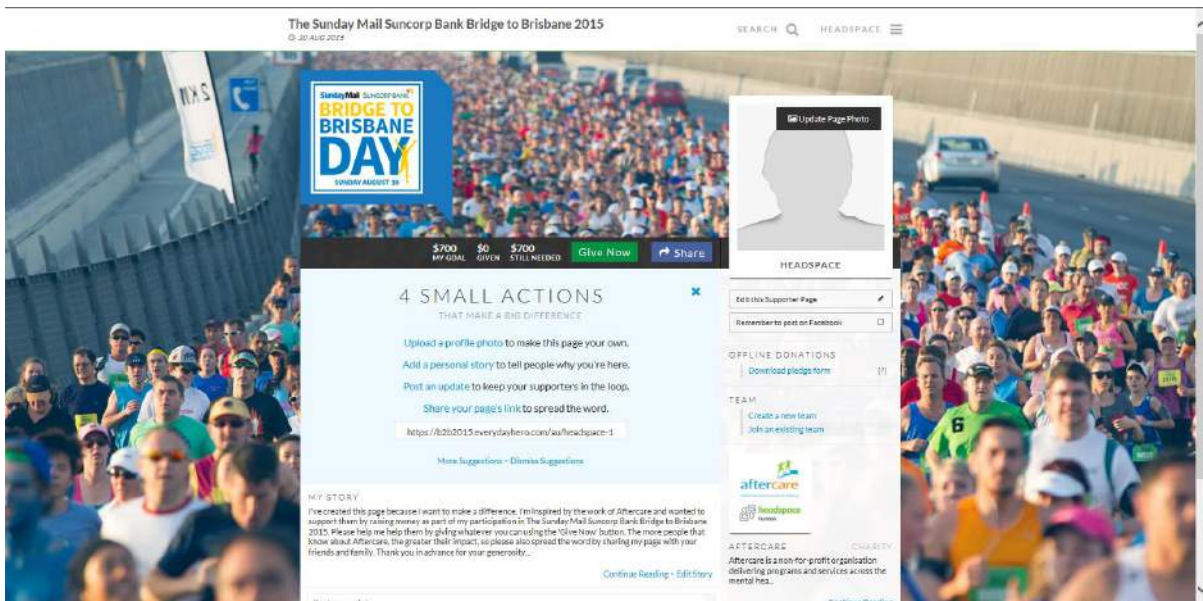 The Sunday Mail Suncorp Bank Bridge to Brisbane 2015
30 AUG 2015
SEARCH
HEADSPACE
2 KM
Sunday Mail SUNCORP BANK
BRIDGE TO
BRISBANE
DAY
SUNDAY AUGUST 30
Update Page Photo
$700 $0 $700
MY GOAL GIVEN STILL NEEDED
Give Now
Share
HEADSPACE
4 SMALL ACTIONS
THAT MAKE A BIG DIFFERENCE
Upload a profile photo to make this page your own.
Add a personal story to tell people why you're here.
Post an update to keep your supporters in the loop.
Share your page's link to spread the word.
https://b2b2015.everydayhero.com/au/headspace-1
More Suggestions - Dismiss Suggestions
Edit this Supporter Page
Remember to post on Facebook
OFFLINE DONATIONS
Download pledge form [?]
TEAM
Create a new team
Join an existing team
aftercare
headspace
MY STORY
I've created this page because I want to make a difference. I'm inspired by the work of Aftercare and wanted to
support them by raising money as part of my participation in The Sunday Mail Suncorp Bank Bridge to Brisbane
2015. Please help me help them by giving whatever you can using the 'Give Now' button. The more people that
know about Aftercare, the greater their impact, so please also spread the word by sharing my page with your
friends and family. Thank you in advance for your generosity...
Continue Reading - Edit Story
AFTERCARE CHARITY
Aftercare is a non-for-profit organisation
delivering programs and services across the
mental hea...
6